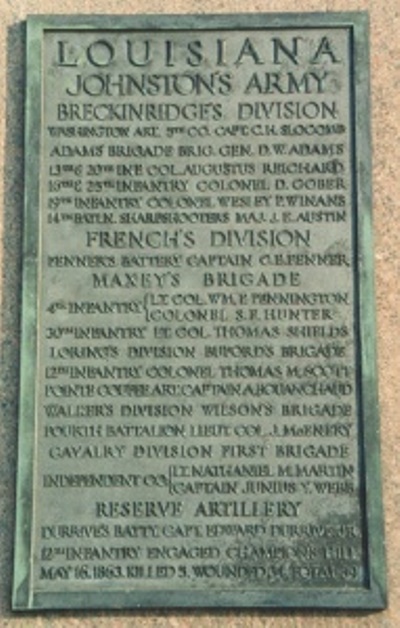 LOUISIANA
JOHNSTON'S ARMY
BRECKINRIDGE'S DIVISION
WASHINGTON ART. 5TH CO. CAPT. C.H. SLOCOMB
ADAMS BRIGADE BRIG. GEN. D.W. ADAMS
13TH & 20TH INF. COL. AUGUSTUS REICHARD
16TH & 25TH INFANTRY COLONEL D. GOBER
19TH INFANTRY COLONEL WESLEY P. WINANS
14TH BATLN. SHARPSHOOTERS MAJ. J.E. AUSTIN
FRENCH'S DIVISION
FENNER'S BATTERY CAPTAIN C.E. FENNER
MAXEY'S BRIGADE
4TH INFANTRY LT. COL. WM. F. PENNINGTON
COLONEL S.E. HUNTER
30TH INFANTRY LT. COL. THOMAS SHIELDS
LORING'S DIVISION BUFORD'S BRIGADE
12TH INFANTRY COLONEL THOMAS M. SCOTT
POINTE COUPEE ART. CAPTAIN A. BOUANCHAUD
WALKER'S DIVISION WILSON'S BRIGADE
FOURTH BATTALION LIEUT. COL. J. McENERY
CAVALRY DIVISION FIRST BRIGADE
INDEPENDENT CO. LT. NATHANIEL M. MARTIN
CAPTAIN JUNIUS Y. WEBB
RESERVE ARTILLERY
DURRIVE'S BATTY. CAPT. EDWARD DURRIVE JR.
12TH INFANTRY ENGAGED CHAMPION'S HILL
MAY 16, 1863. KILLED 5, WOUNDED TOTAL